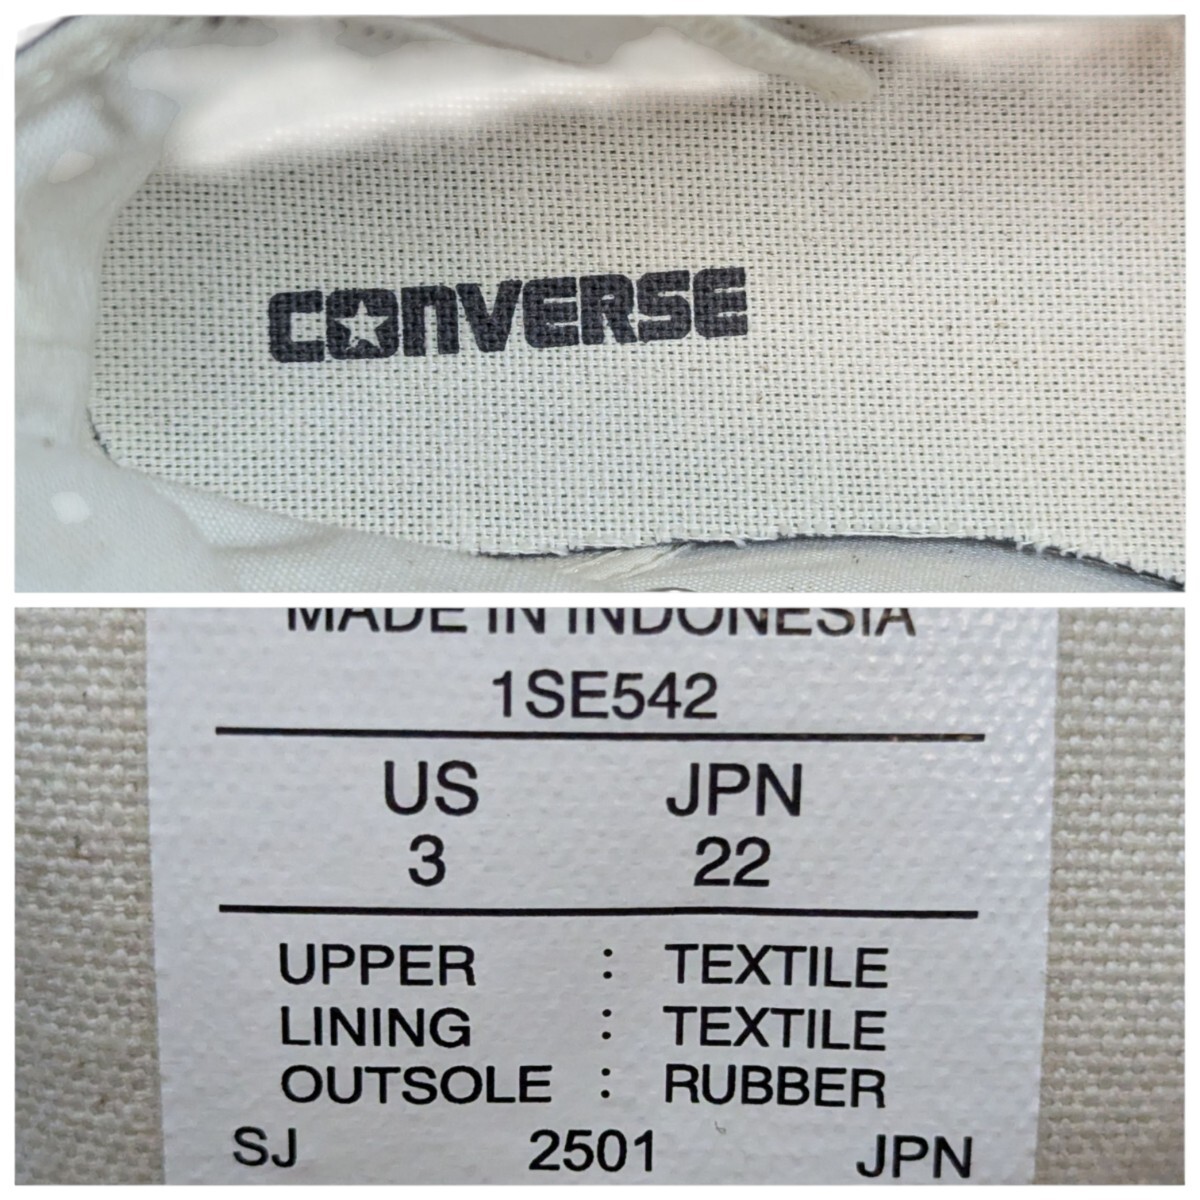 CONVERSE
MADE IN INDONESIA
1SE542
US JPN
3 22
UPPER : TEXTILE
LINING : TEXTILE
OUTSOLE : RUBBER
SJ 2501 JPN